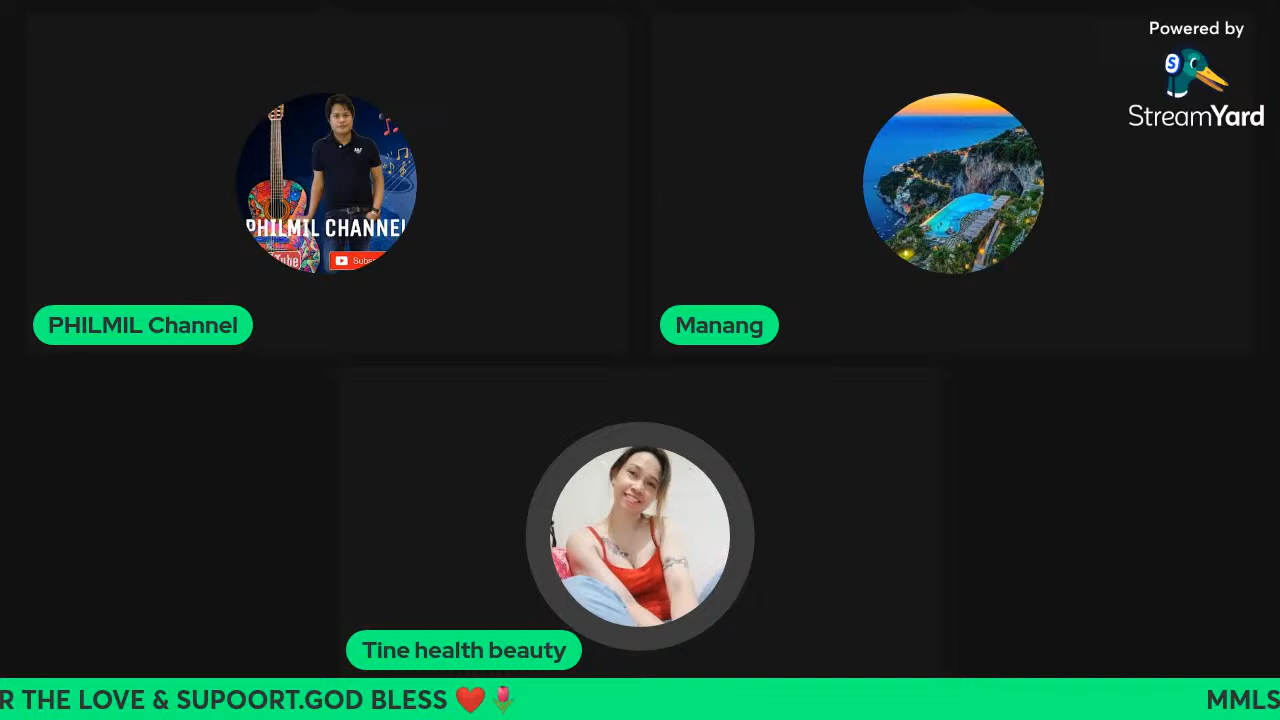 Powered by
S
StreamYard
PHILMIL CHANNEL
PHILMIL Channel
Manang
Tine health beauty
R THE LOVE & SUPOORT.GOD BLESS ❤️🌷
MMLS